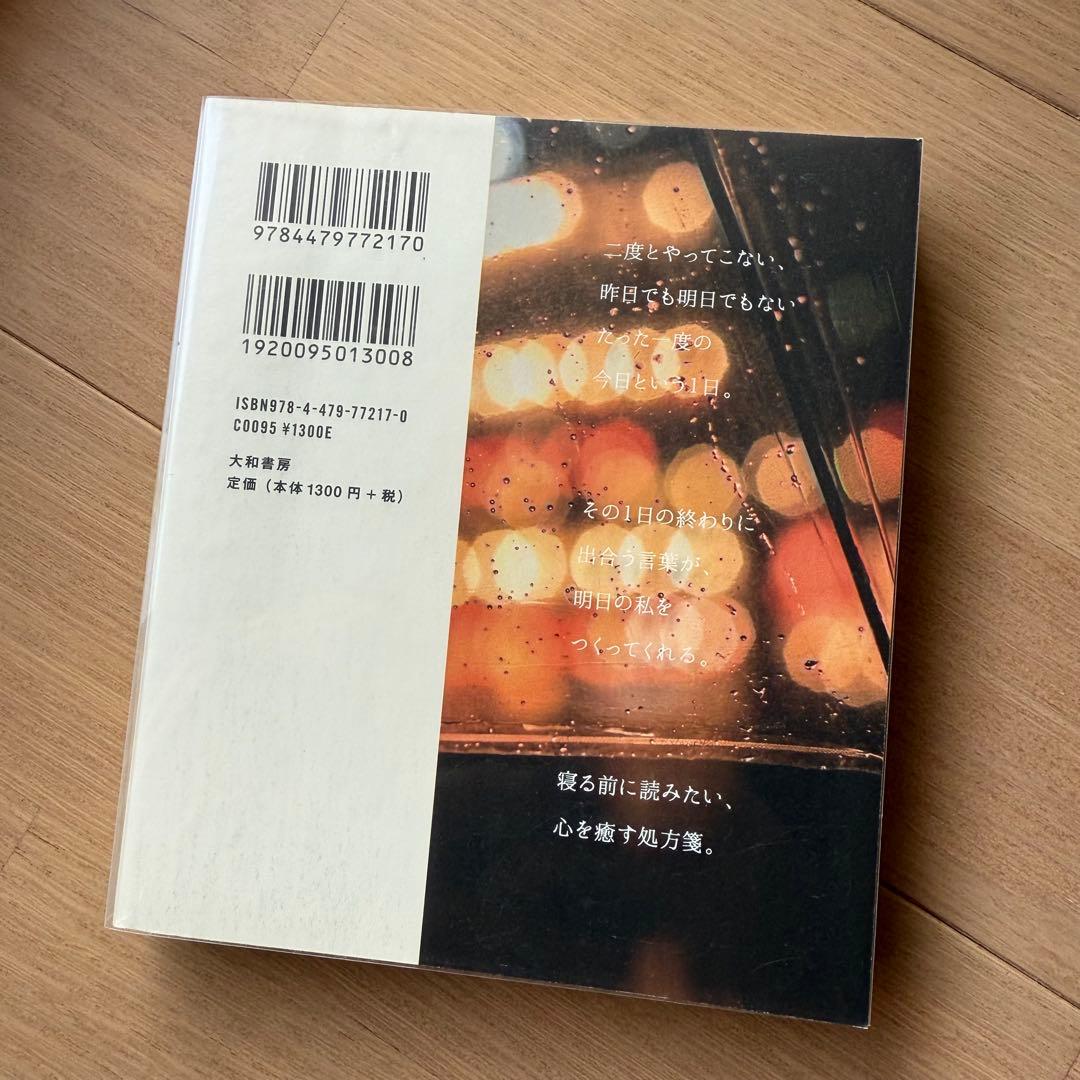 9784479772170
1920095013008
ISBN978-4-479-77217-0
C0095 ¥1300E
大和書房
定価（本体1300円+税）
二度とやってこない、
昨日でも明日でもない
たった一度の
今日という1日。
その1日の終わりに
出合う言葉が、
明日の私を
つくってくれる。
寝る前に読みたい、
心を癒す処方箋。